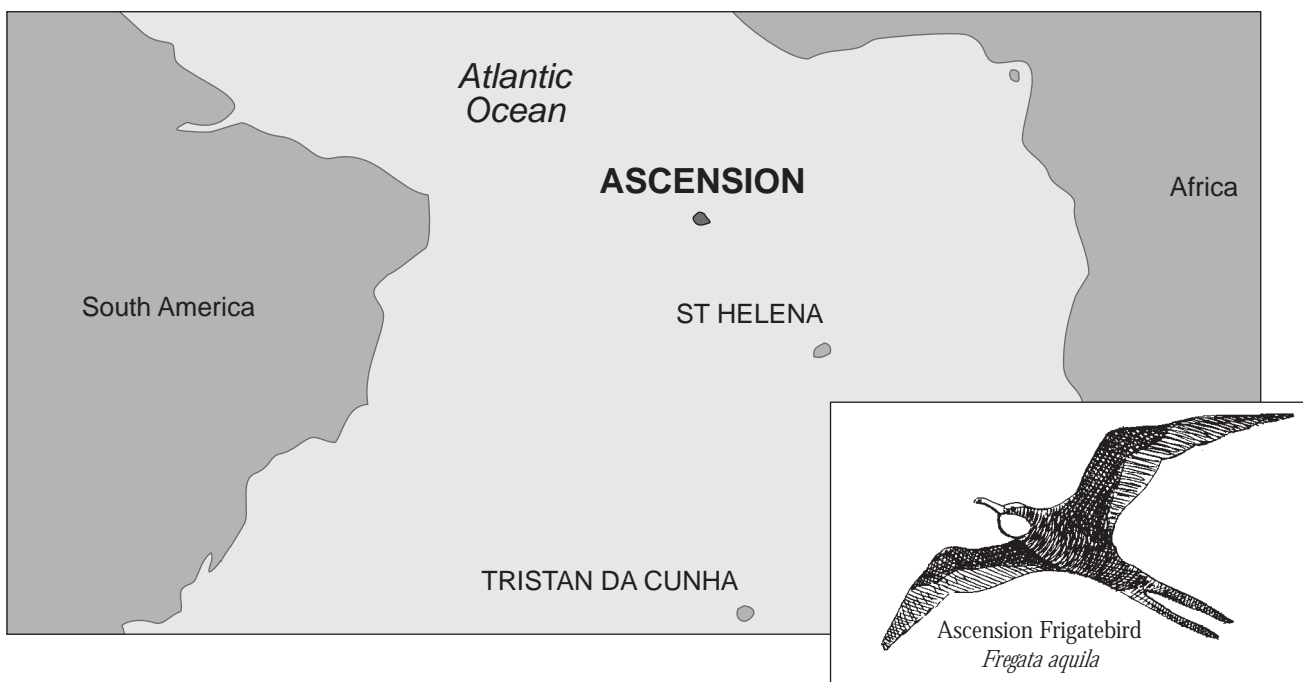 Atlantic
Ocean
ASCENSION
Africa
South America
ST HELENA
TRISTAN DA CUNHA
Ascension Frigatebird
Fregata aquila